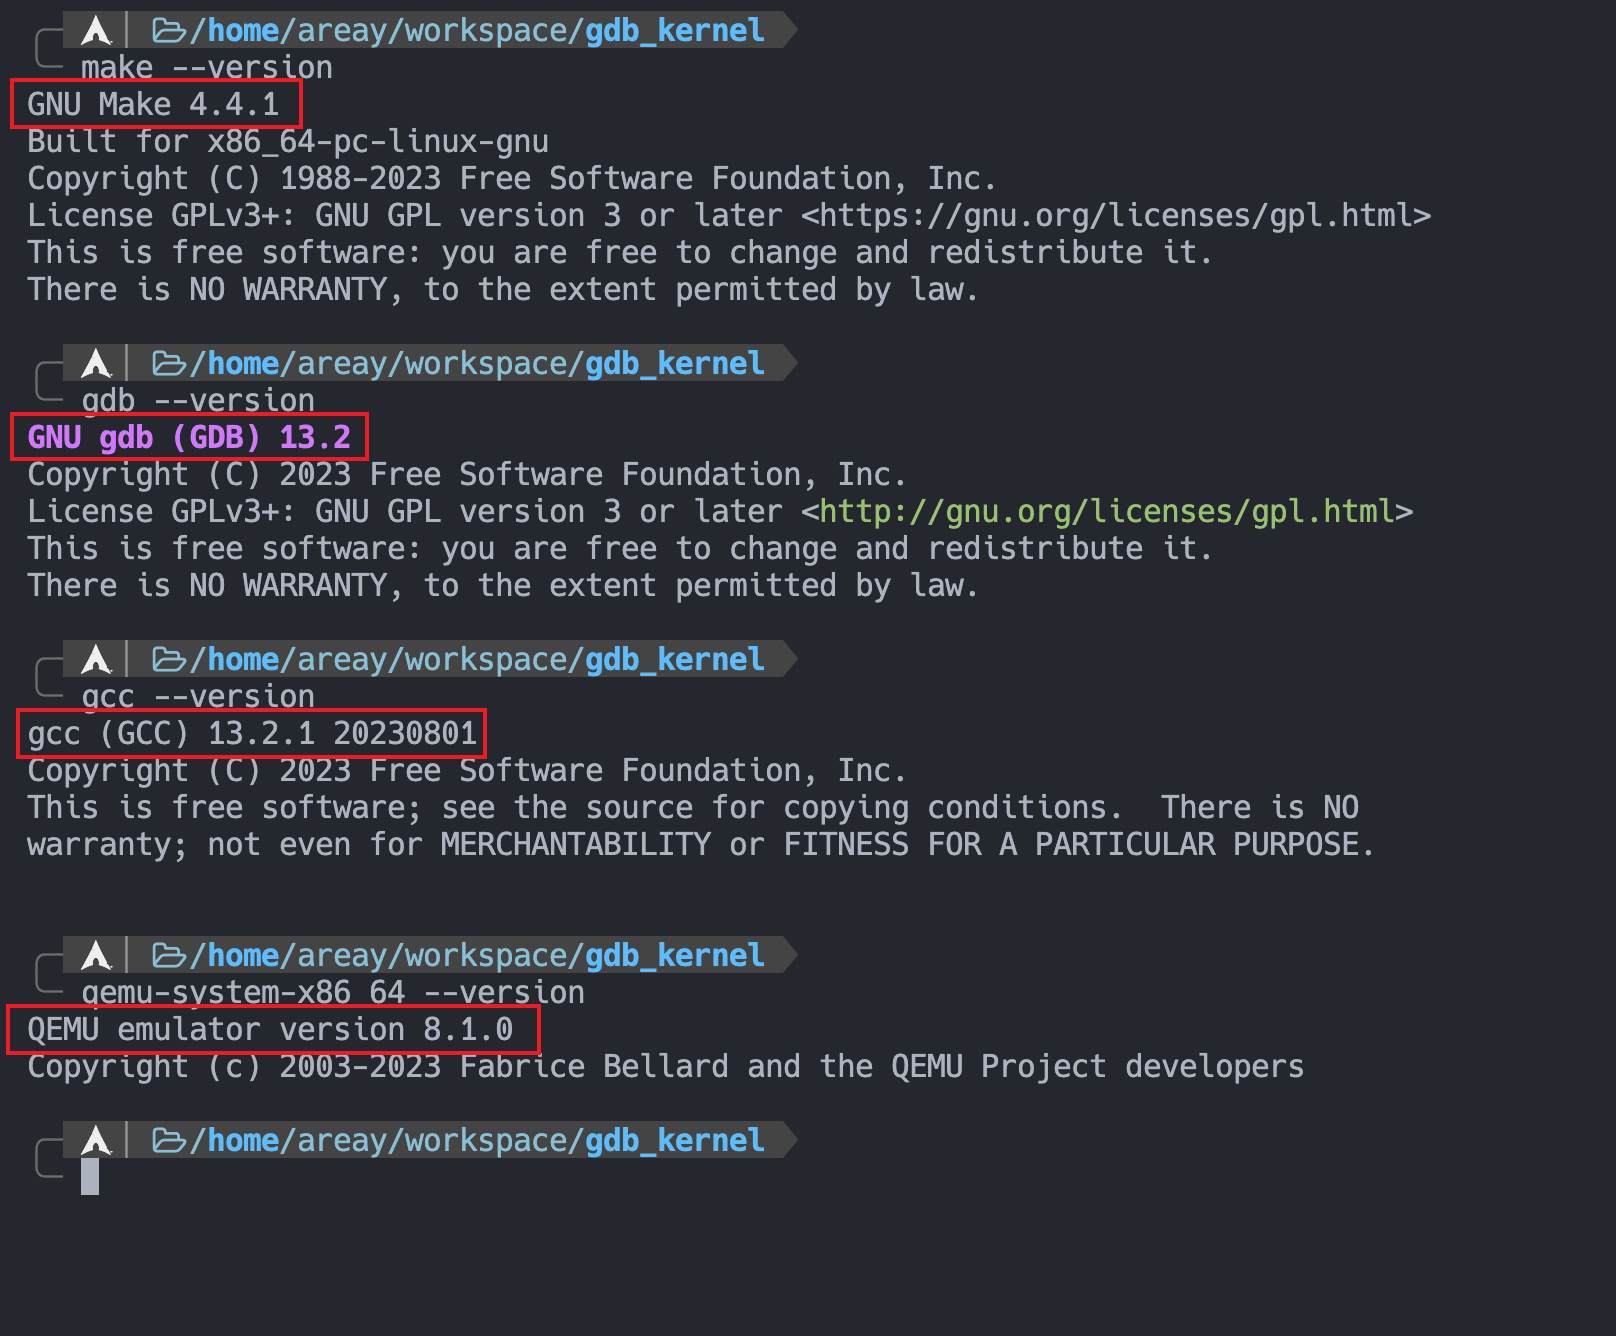 /home/areay/workspace/gdb_kernel
make --version
GNU Make 4.4.1
Built for x86_64-pc-linux-gnu
Copyright (C) 1988-2023 Free Software Foundation, Inc.
License GPLv3+: GNU GPL version 3 or later <https://gnu.org/licenses/gpl.html>
This is free software: you are free to change and redistribute it.
There is NO WARRANTY, to the extent permitted by law.
/home/areay/workspace/gdb_kernel
gdb --version
GNU gdb (GDB) 13.2
Copyright (C) 2023 Free Software Foundation, Inc.
License GPLv3+: GNU GPL version 3 or later <http://gnu.org/licenses/gpl.html>
This is free software: you are free to change and redistribute it.
There is NO WARRANTY, to the extent permitted by law.
/home/areay/workspace/gdb_kernel
gcc --version
gcc (GCC) 13.2.1 20230801
Copyright (C) 2023 Free Software Foundation, Inc.
This is free software; see the source for copying conditions.  There is NO
warranty; not even for MERCHANTABILITY or FITNESS FOR A PARTICULAR PURPOSE.
/home/areay/workspace/gdb_kernel
qemu-system-x86_64 --version
QEMU emulator version 8.1.0
Copyright (c) 2003-2023 Fabrice Bellard and the QEMU Project developers
/home/areay/workspace/gdb_kernel